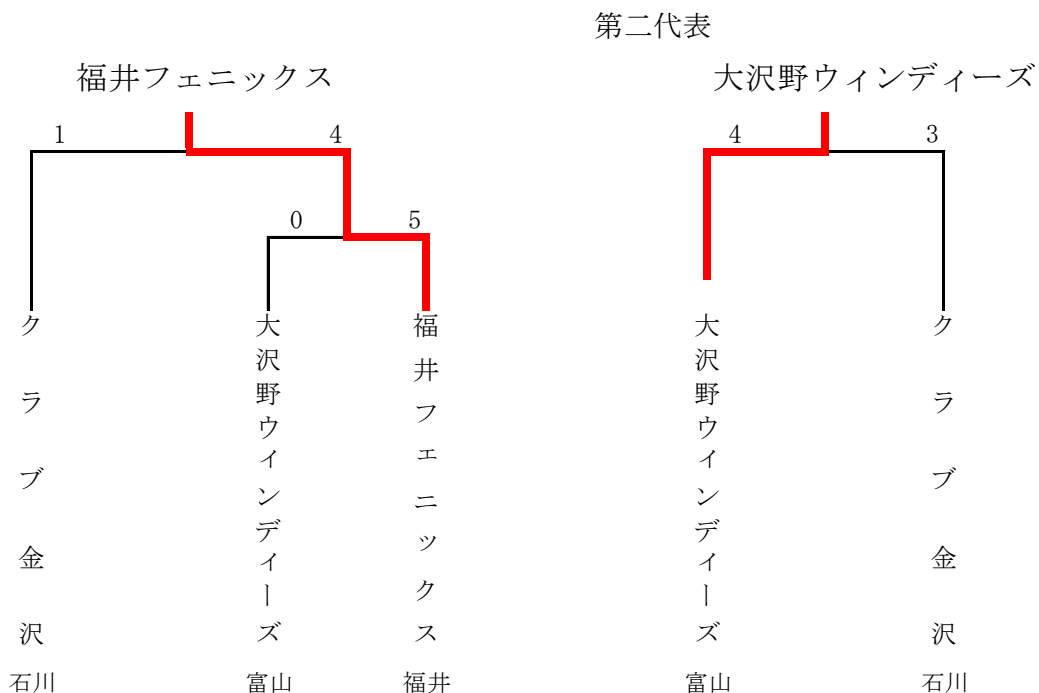 第二代表
福井フェニックス
大沢野ウィンディーズ
1
4
4
3
0
5
クラブ金沢
大沢野ウィンディーズ
福井フェニックス
大沢野ウィンディーズ
クラブ金沢
石川
富山
福井
富山
石川